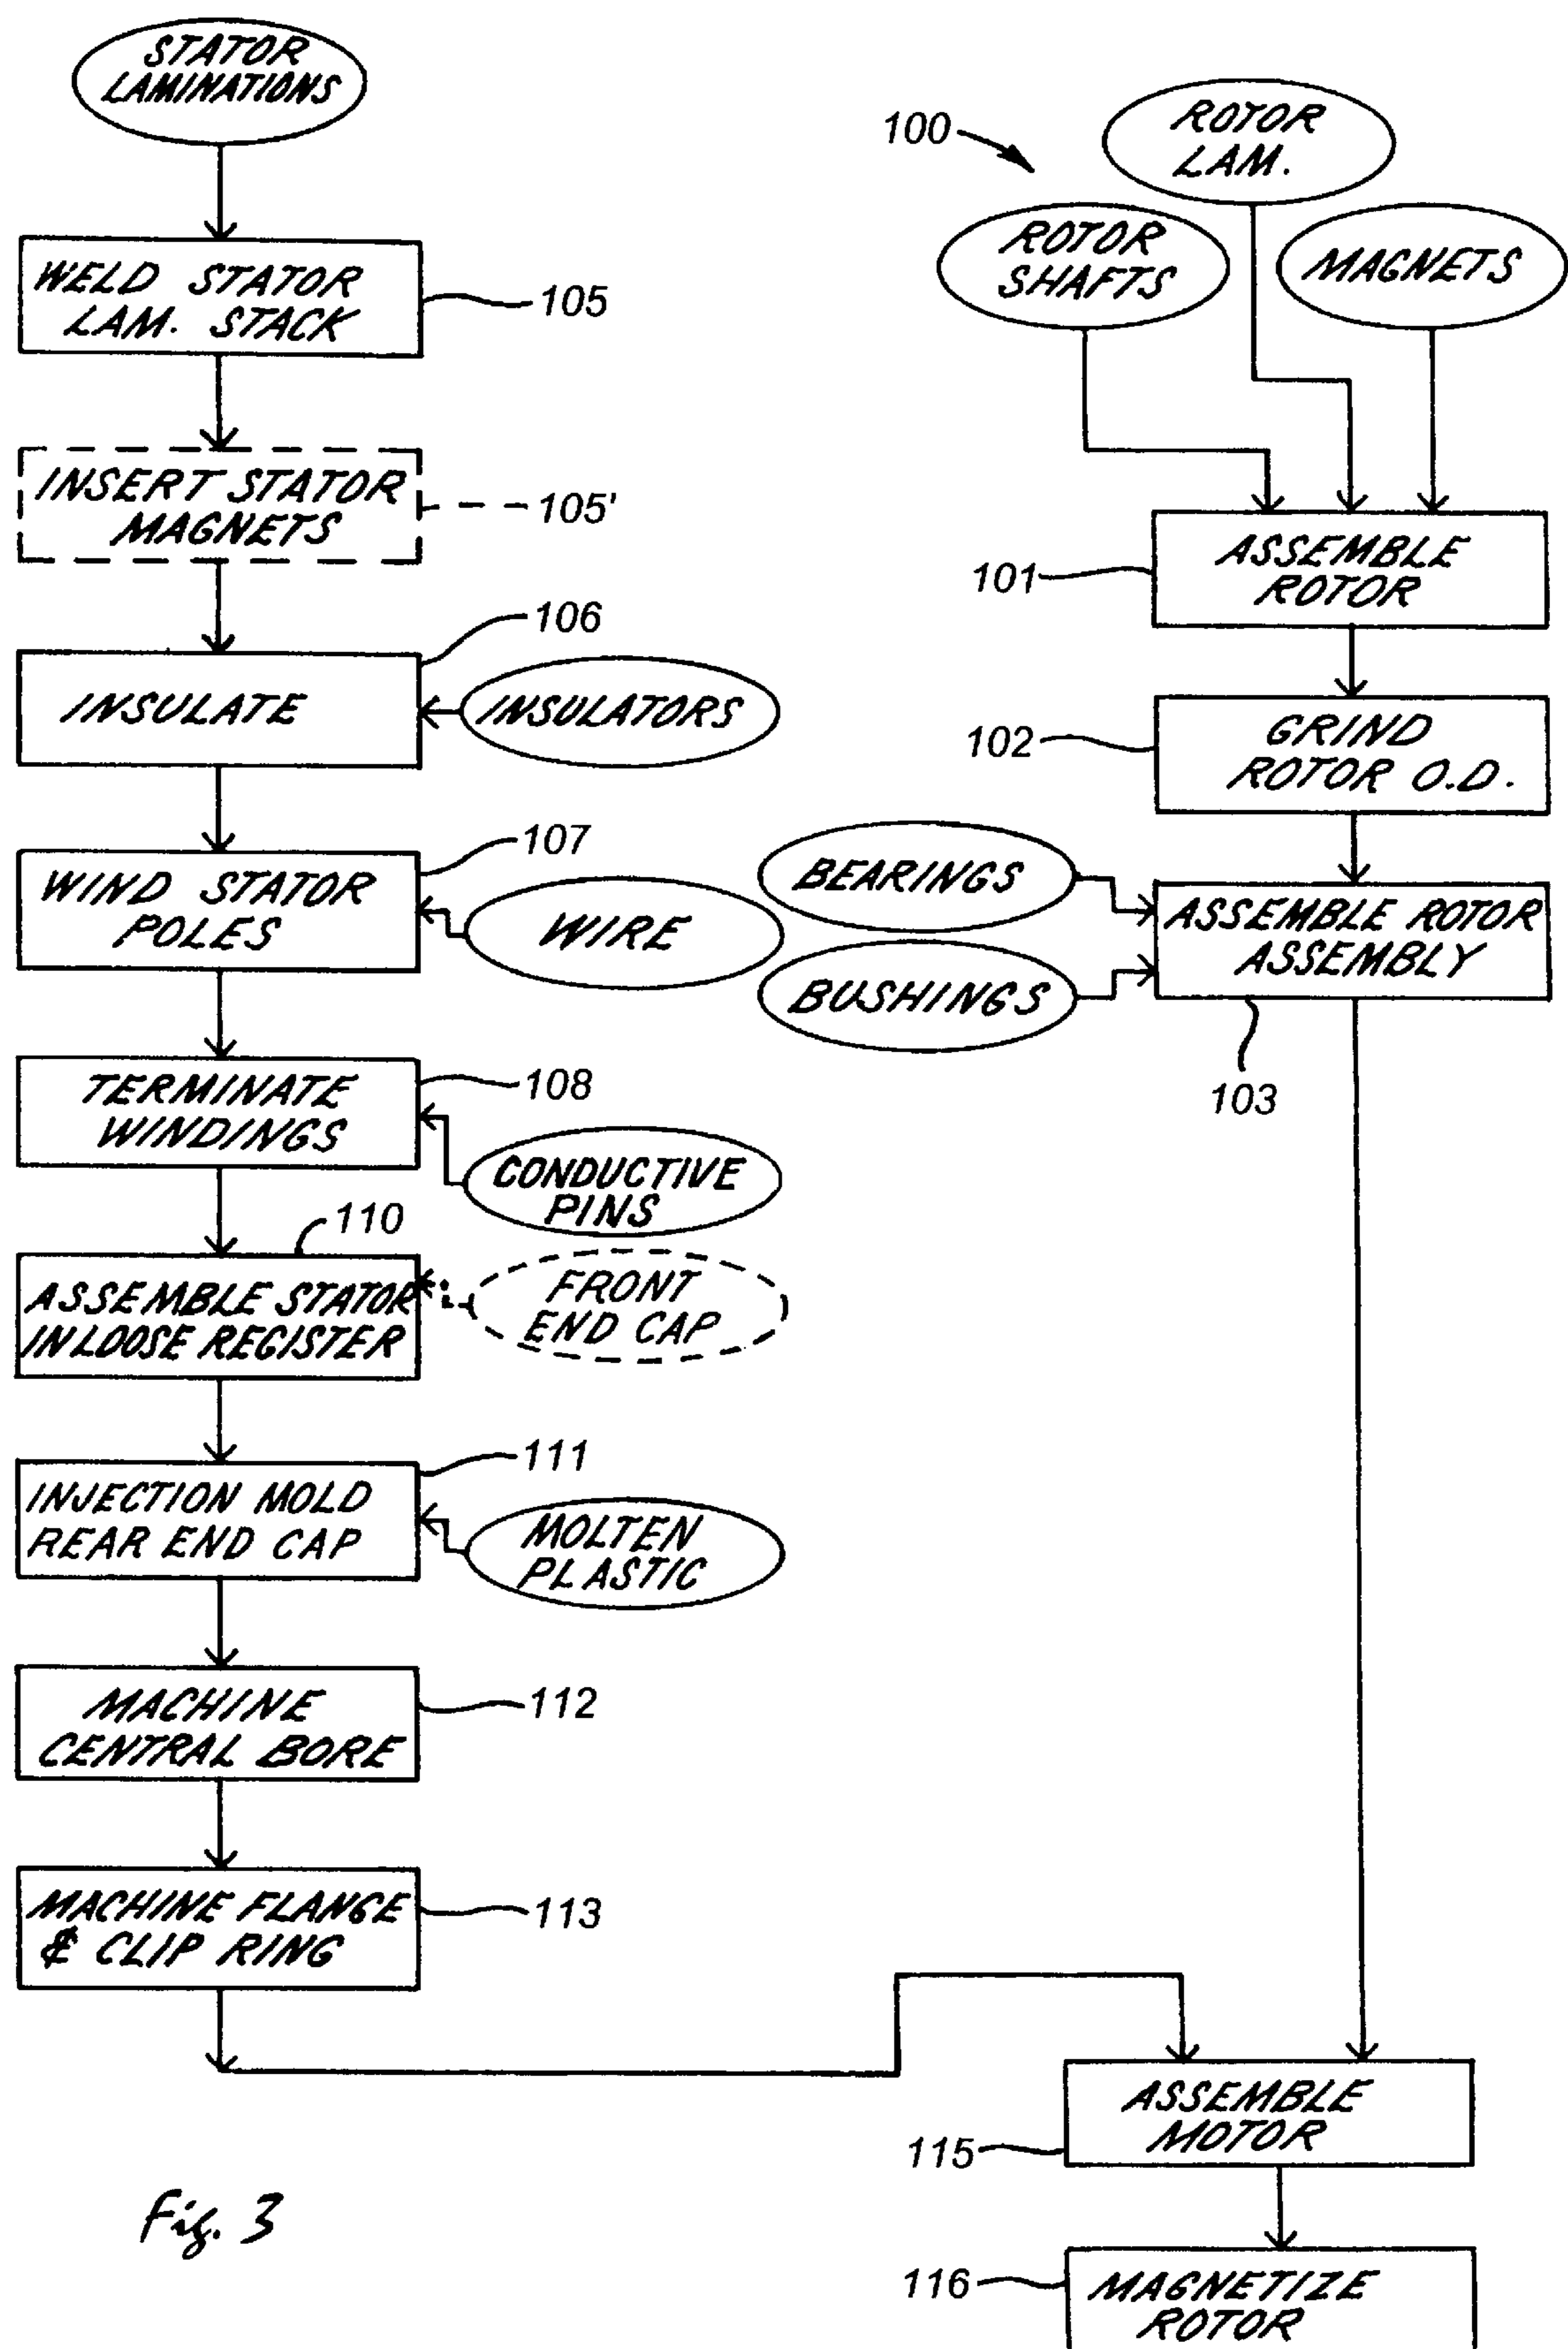 STATOR
LAMINATIONS
WELD STATOR
LAM. STACK
105
INSERT STATOR
MAGNETS
105'
106
INSULATE
INSULATORS
107
WIND STATOR
POLES
WIRE
TERMINATE
WINDINGS
108
CONDUCTIVE
PINS
110
ASSEMBLE STATOR
IN LOOSE REGISTER
FRONT
END CAP
111
INJECTION MOLD
REAR END CAP
MOLTEN
PLASTIC
MACHINE
CENTRAL BORE
112
MACHINE FLANGE
& CLIP RING
113
100
ROTOR
LAM.
ROTOR
SHAFTS
MAGNETS
101
ASSEMBLE
ROTOR
102
GRIND
ROTOR O.D.
BEARINGS
BUSHINGS
ASSEMBLE ROTOR
ASSEMBLY
103
ASSEMBLE
MOTOR
115
116
MAGNETIZE
ROTOR
Fig. 3